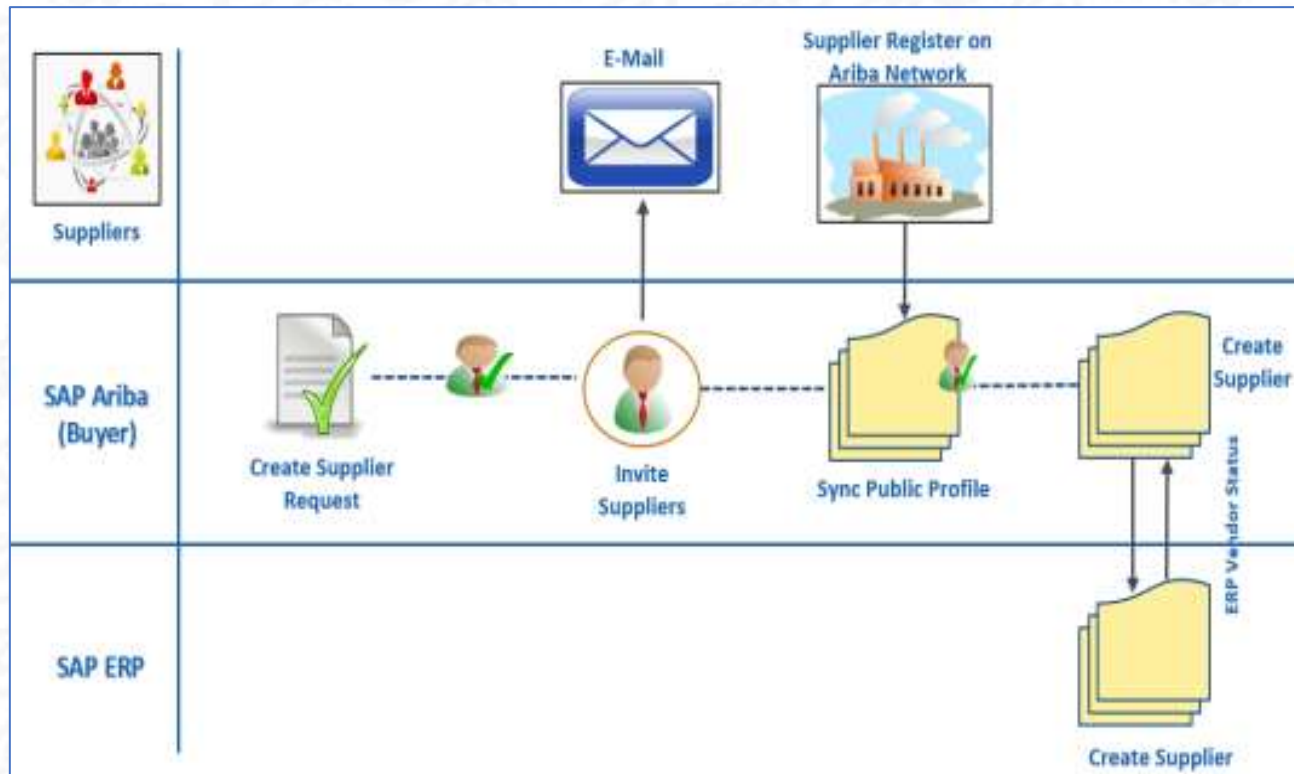 E-Mail
Supplier Register on
Ariba Network
Suppliers
SAP Ariba
(Buyer)
Create Supplier
Request
Invite
Suppliers
Sync Public Profile
Create
Supplier
ERP Vendor Status
SAP ERP
Create Supplier